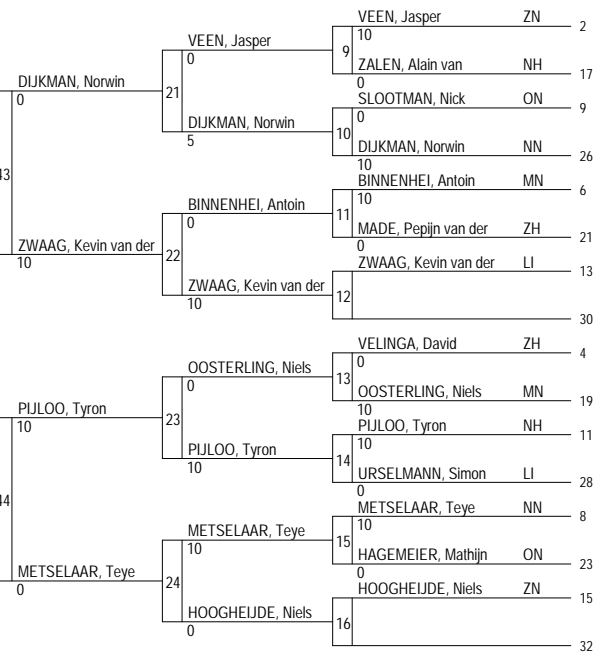 VEEN, Jasper ZN 2
VEEN, Jasper 10
0 9
ZALEN, Alain van NH 17
DIJKMAN, Norwin 0
0 21 SLOOTMAN, Nick ON 9
DIJKMAN, Norwin 0
5 10
DIJKMAN, Norwin NN 26
10
43 BINNENHEI, Antoin MN 6
BINNENHEI, Antoin 10
0 11
MADE, Pepijn van der ZH 21
ZWAAG, Kevin van der 0
10 22 ZWAAG, Kevin van der LI 13
ZWAAG, Kevin van der
10 12
30
VELINGA, David ZH 4
OOSTERLING, Niels 0
0 13
OOSTERLING, Niels MN 19
PIJLOO, Tyron 10
10 23 PIJLOO, Tyron NH 11
PIJLOO, Tyron 10
10 14
URSELMANN, Simon LI 28
0
44 METSELAAR, Teye NN 8
METSELAAR, Teye 10
10 15
HAGEMEIER, Mathijn ON 23
METSELAAR, Teye 0
0 24 HOOGHEIJDE, Niels ZN 15
HOOGHEIJDE, Niels
0 16
32